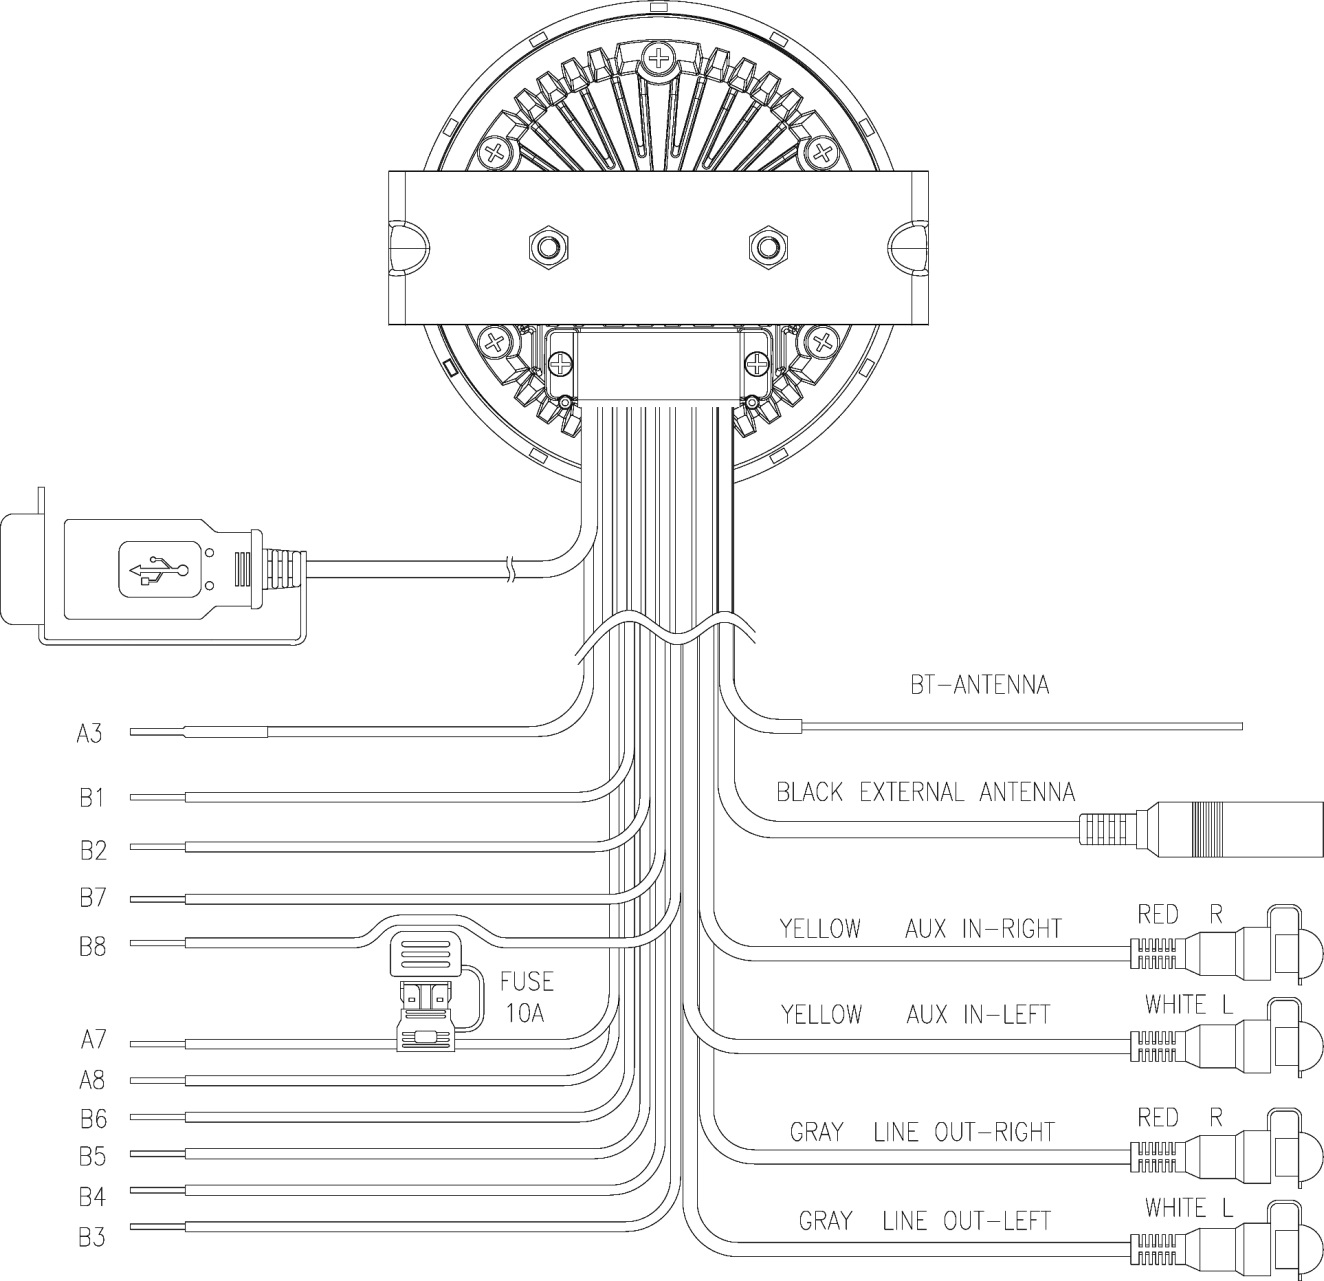 BT-ANTENNA
A3
B1
BLACK EXTERNAL ANTENNA
B2
B7
RED R
YELLOW AUX IN-RIGHT
B8
FUSE
10A
WHITE L
YELLOW AUX IN-LEFT
A7
A8
B6
RED R
GRAY LINE OUT-RIGHT
B5
B4
WHITE L
GRAY LINE OUT-LEFT
B3